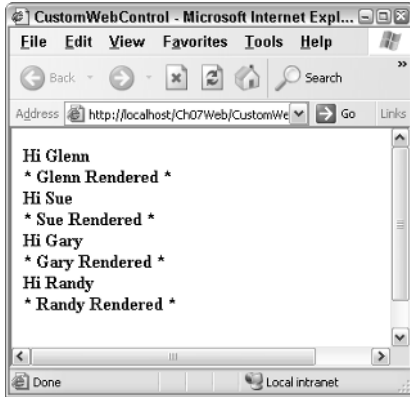 CustomWebControl - Microsoft Internet Expl...
File Edit View Favorites Tools Help
Back Search »
Address http://localhost/Ch07Web/CustomWe Go Links
Hi Glenn
* Glenn Rendered *
Hi Sue
* Sue Rendered *
Hi Gary
* Gary Rendered *
Hi Randy
* Randy Rendered *
Done Local intranet